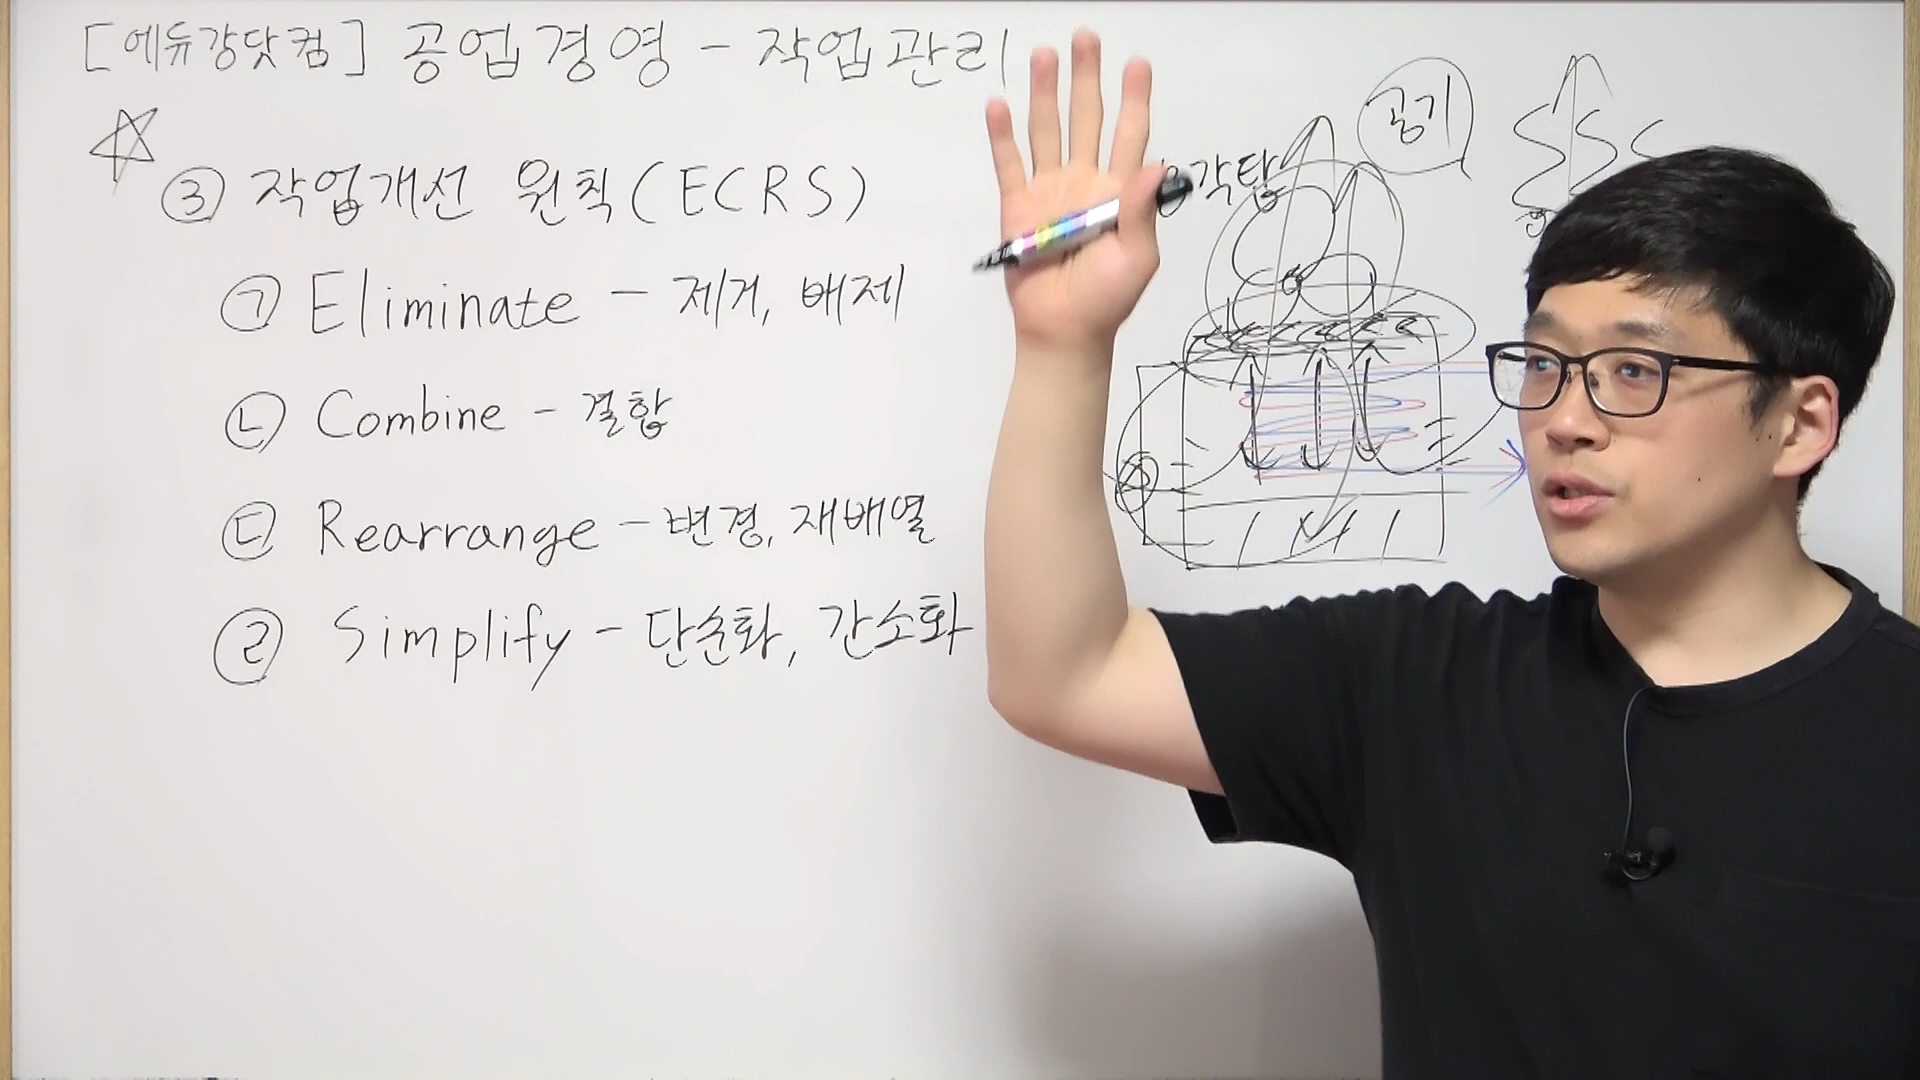 [에듀강닷컴] 공업경영 - 작업관리
③ 작업개선 원칙(ECRS)
㉠ Eliminate - 제거, 배제
㉡ Combine - 결합
㉢ Rearrange - 변경, 재배열
㉣ Simplify - 단순화, 간소화
각탑
공기